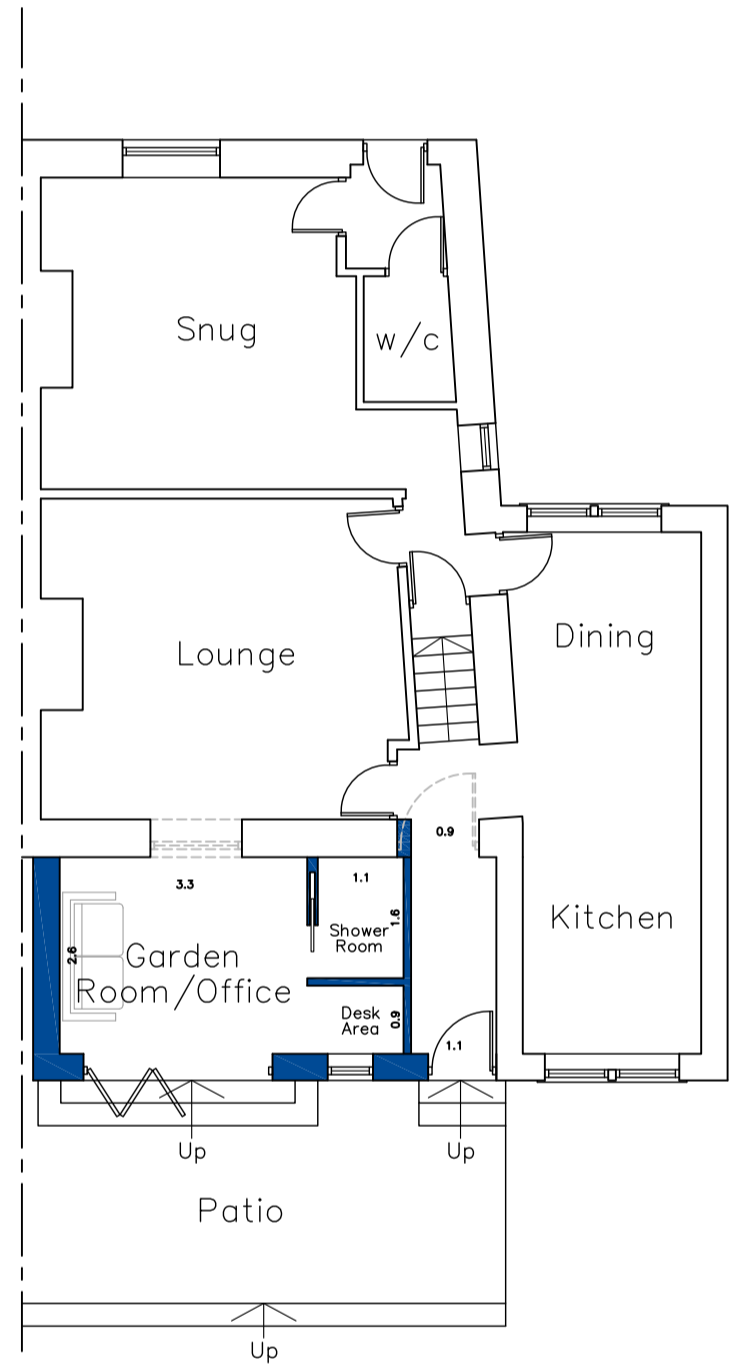 Snug
w/c
Lounge
Dining
0.9
3.3
1.1
1.6
Shower
Room
Kitchen
2.6
Garden
Room/Office
Desk
Area
0.9
1.1
Up
Up
Patio
Up